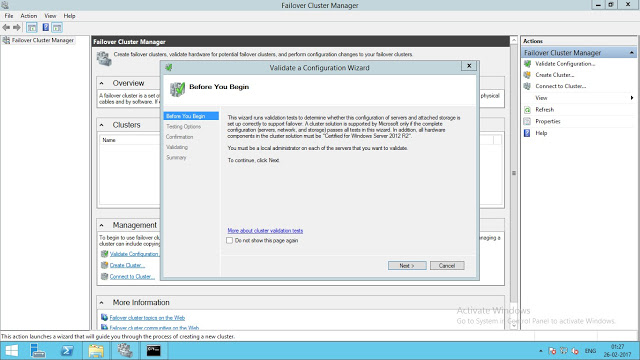 Failover Cluster Manager
File Action View Help
Failover Cluster Manager
Failover Cluster Manager
Create failover clusters, validate hardware for potential failover clusters, and perform configuration changes to your failover clusters.
Overview
A failover cluster is a set of
physical
cables and by software. If
Clusters
Name
Management
To begin to use failover
managing a
cluster can include copying
Validate Configuration...
Create Cluster...
Connect to Cluster...
More Information
Failover cluster topics on the Web
Failover cluster communities on the Web
Validate a Configuration Wizard
x
Before You Begin
Before You Begin
Testing Options
Confirmation
Validating
Summary
This wizard runs validation tests to determine whether this configuration of servers and attached storage is
set up correctly to support failover. A cluster solution is supported by Microsoft only if the complete
configuration (servers, network, and storage) passes all tests in this wizard. In addition, all hardware
components in the cluster solution must be "Certified for Windows Server 2012 R2".
You must be a local administrator on each of the servers that you want to validate.
To continue, click Next.
More about cluster validation tests
Do not show this page again
Next >
Cancel
Actions
Failover Cluster Manager
Validate Configuration...
Create Cluster...
Connect to Cluster...
View
Refresh
Properties
Help
Activate Windows
Go to System in Control Panel to activate Windows.
This action launches a wizard that will guide you through the process of creating a new cluster.
ENG
01:27
26-02-2017